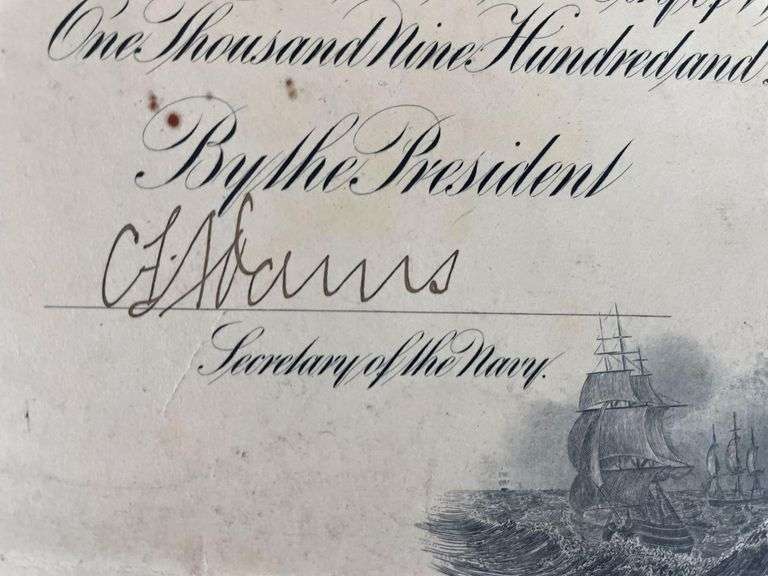 One Thousand Nine Hundred and
By the President
C F Adams
Secretary of the Navy.